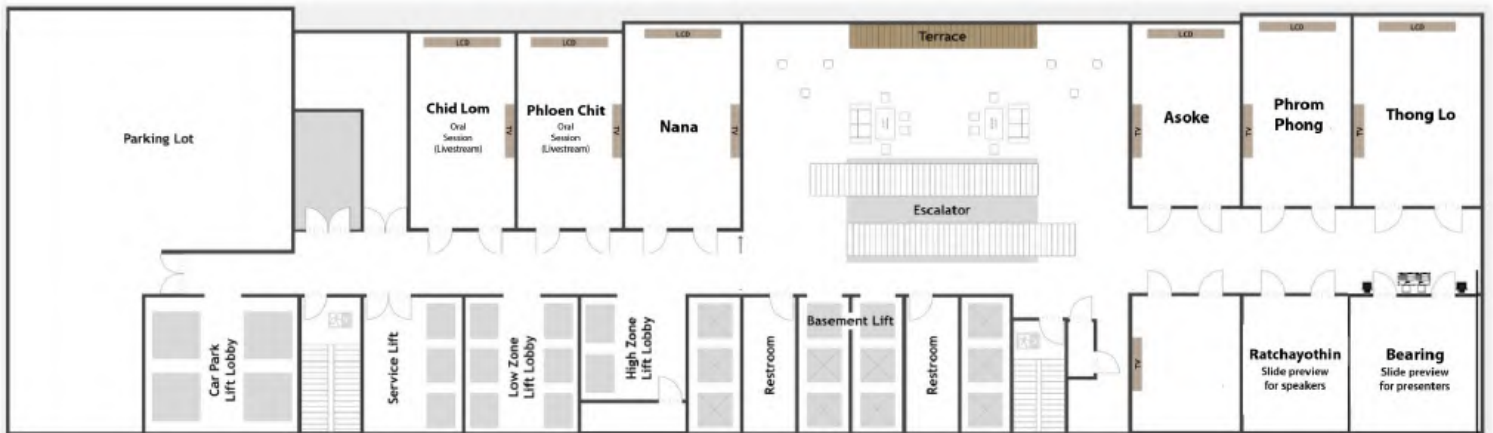 LCD
LCD
LCD
Terrace
LCD
LCD
LCD
Parking Lot
Chid Lom
Oral
Session
(Livestream)
TV
Phloen Chit
Oral
Session
(Livestream)
TV
Nana
TV
TV
Asoke
TV
Phrom
Phong
TV
Thong Lo
Escalator
Car Park
Lift Lobby
Service Lift
Low Zone
Lift Lobby
High Zone
Lift Lobby
Restroom
Basement Lift
Restroom
TV
Ratchayothin
Slide preview
for speakers
Bearing
Slide preview
for presenters